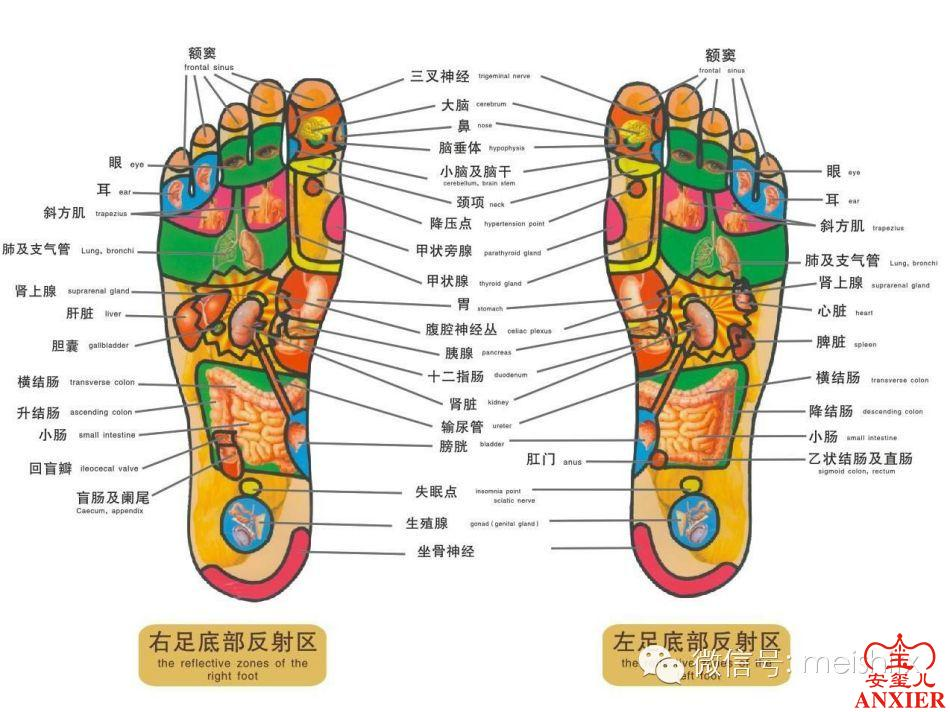 额窦
frontal sinus
额窦
frontal sinus
三叉神经 trigeminal nerve
大脑 cerebrum
鼻 nose
脑垂体 hypophysis
小脑及脑干
cerebellum, brain stem
颈项 neck
降压点 hypertension point
甲状旁腺 parathyroid gland
甲状腺 thyroid gland
胃 stomach
腹腔神经丛 celiac plexus
胰腺 pancreas
十二指肠 duodenum
肾脏 kidney
输尿管 ureter
膀胱 bladder
失眠点 insomnia point
sciatic nerve
生殖腺 gonad (genital gland)
坐骨神经
眼 eye
耳 ear
斜方肌 trapezius
肺及支气管 Lung, bronchi
肾上腺 suprarenal gland
肝脏 liver
胆囊 gallbladder
横结肠 transverse colon
升结肠 ascending colon
小肠 small intestine
回盲瓣 ileocecal valve
盲肠及阑尾
Caecum, appendix
眼 eye
耳 ear
斜方肌 trapezius
肺及支气管 Lung, bronchi
肾上腺 suprarenal gland
心脏 heart
脾脏 spleen
横结肠 transverse colon
降结肠 descending colon
小肠 small intestine
乙状结肠及直肠
sigmoid colon, rectum
肛门 anus
右足底部反射区
the reflective zones of the
right foot
左足底部反射区
the of the
left foot
微信号:
安玺儿
ANXIER